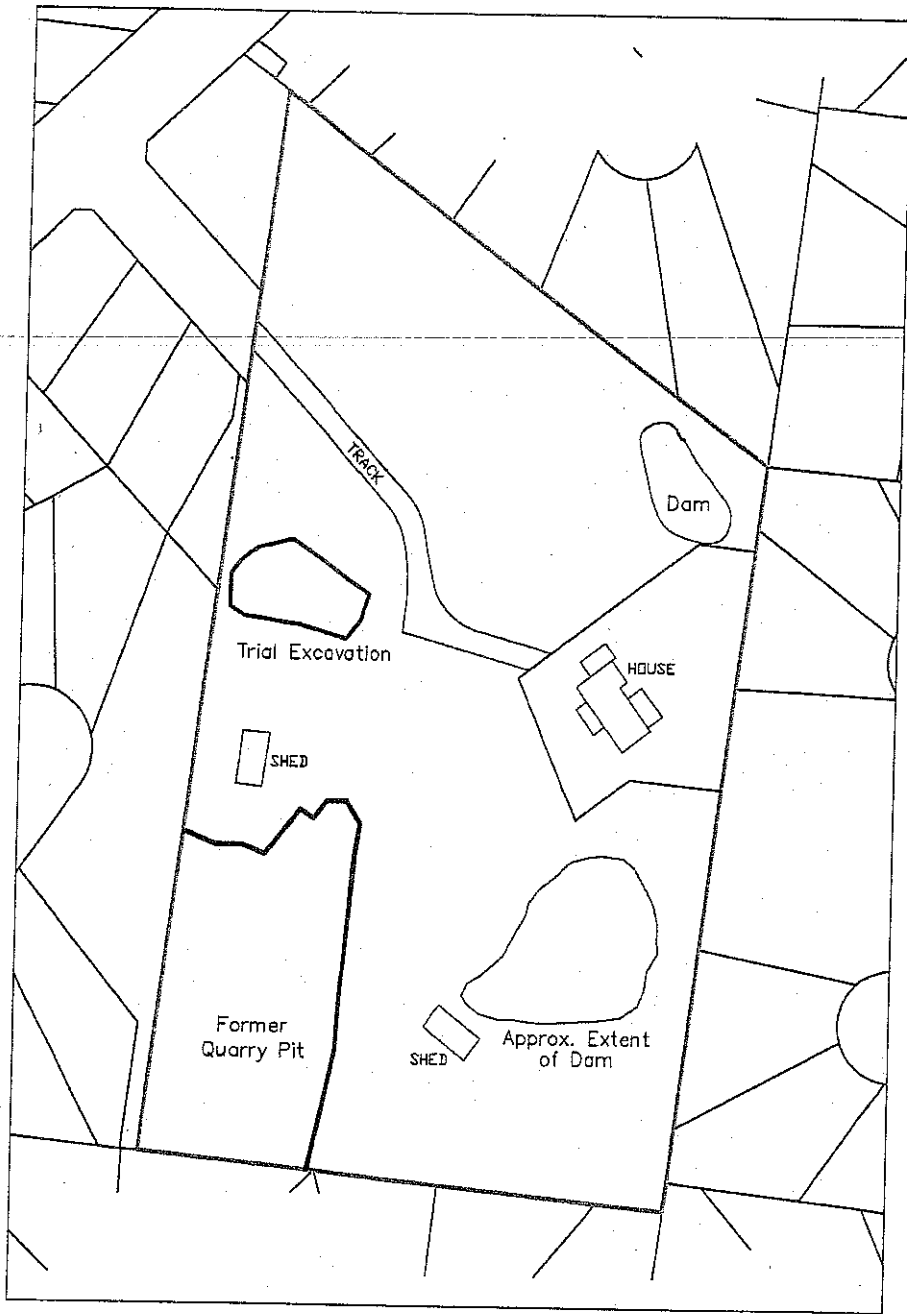 TRACK
Dam
Trial Excavation
HOUSE
SHED
Former
Quarry Pit
SHED
Approx. Extent
of Dam